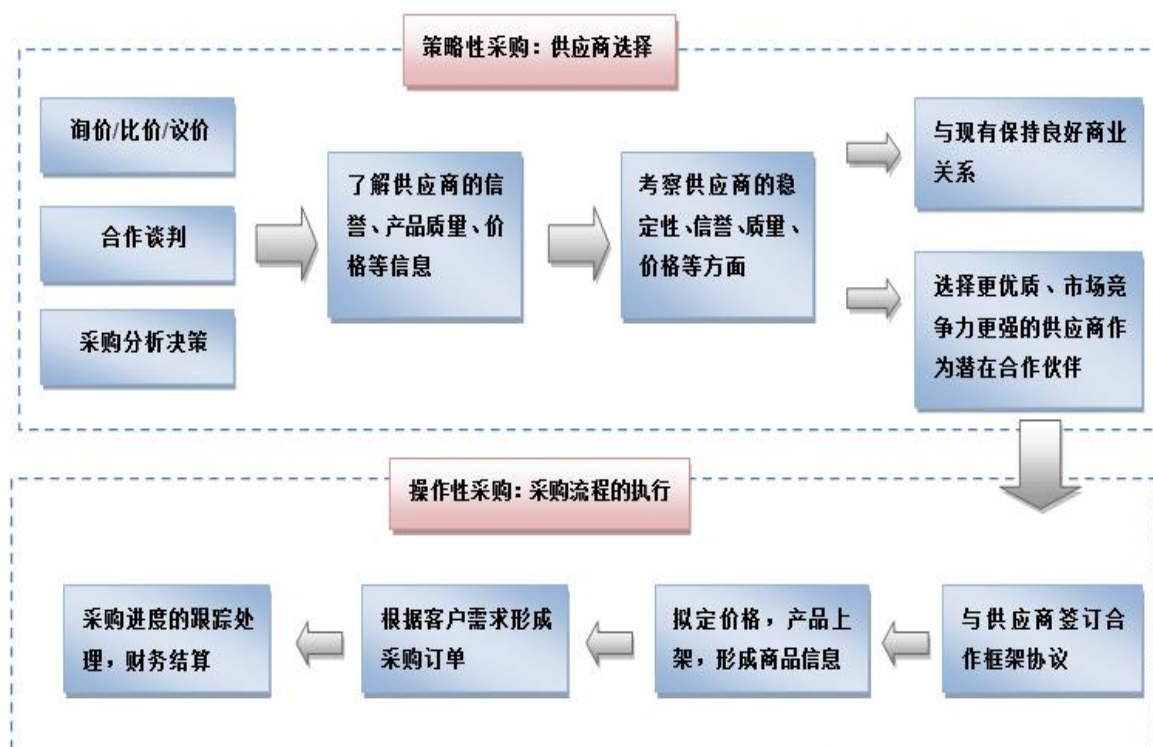 策略性采购：供应商选择
询价/比价/议价
合作谈判
采购分析决策
了解供应商的信
誉、产品质量、价
格等信息
考察供应商的稳
定性、信誉、质量、
价格等方面
与现有保持良好商业
关系
选择更优质、市场竞
争力更强的供应商作
为潜在合作伙伴
操作性采购：采购流程的执行
与供应商签订合
作框架协议
拟定价格，产品上
架，形成商品信息
根据客户需求形成
采购订单
采购进度的跟踪处
理，财务结算